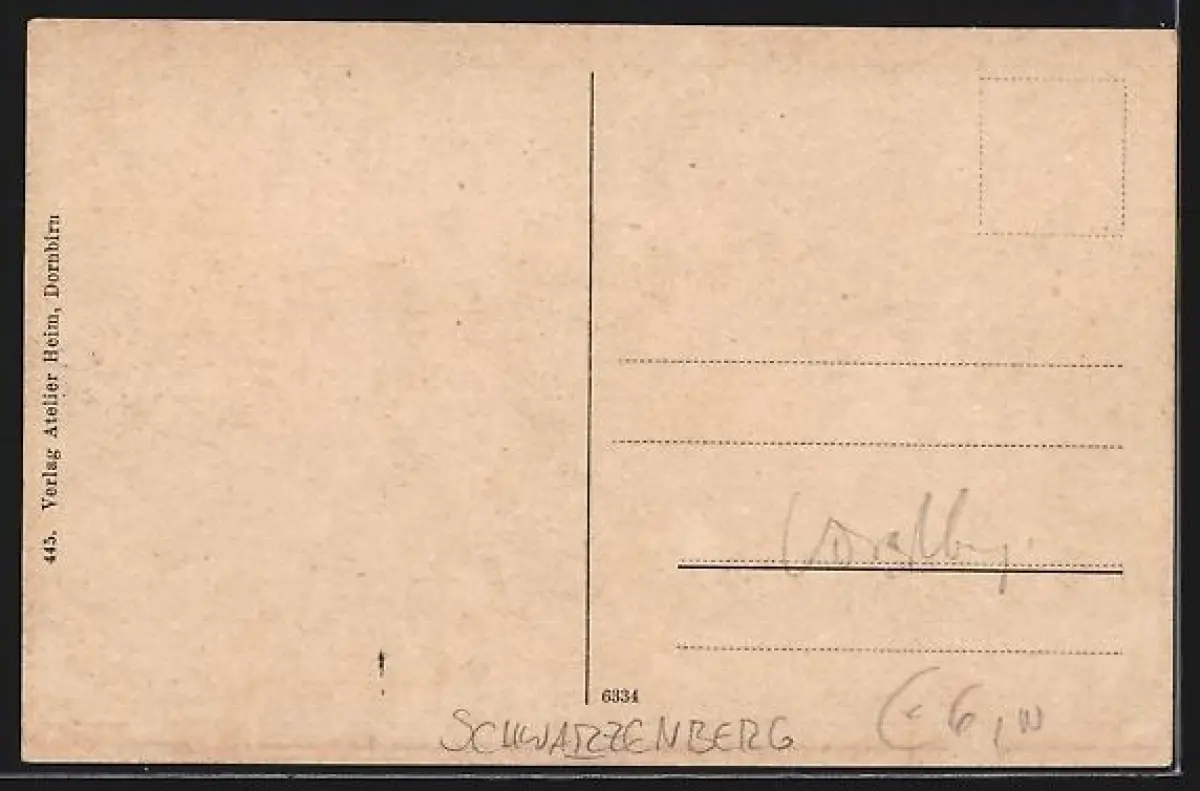 445. Verlag Atelier Heim, Dornbirn
6334
SCHWARZENBERG